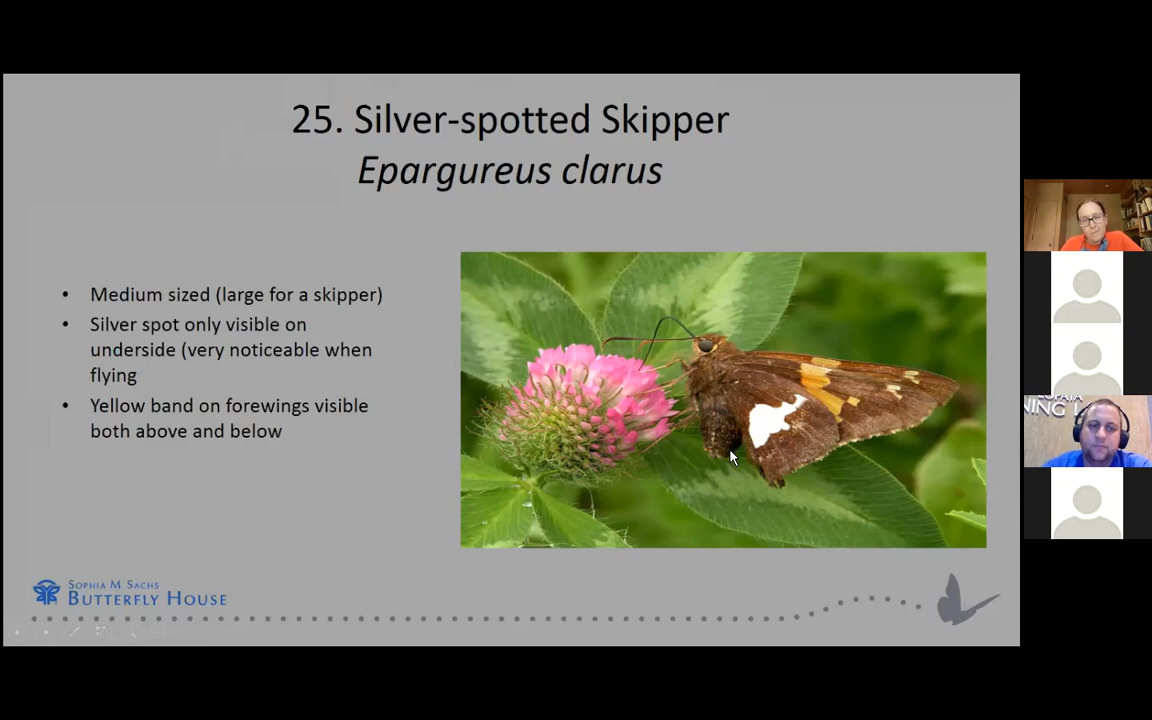 25. Silver-spotted Skipper
Epargureus clarus
• Medium sized (large for a skipper)
• Silver spot only visible on
underside (very noticeable when
flying
• Yellow band on forewings visible
both above and below
SOPHIA M. SACHS
BUTTERFLY HOUSE